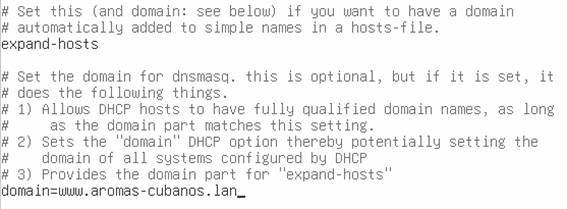 # Set this (and domain: see below) if you want to have a domain
# automatically added to simple names in a hosts-file.
expand-hosts
# Set the domain for dnsmasq. this is optional, but if it is set, it
# does the following things.
# 1) Allows DHCP hosts to have fully qualified domain names, as long
#     as the domain part matches this setting.
# 2) Sets the "domain" DHCP option thereby potentially setting the
#    domain of all systems configured by DHCP
# 3) Provides the domain part for "expand-hosts"
domain=www.aromas-cubanos.lan_